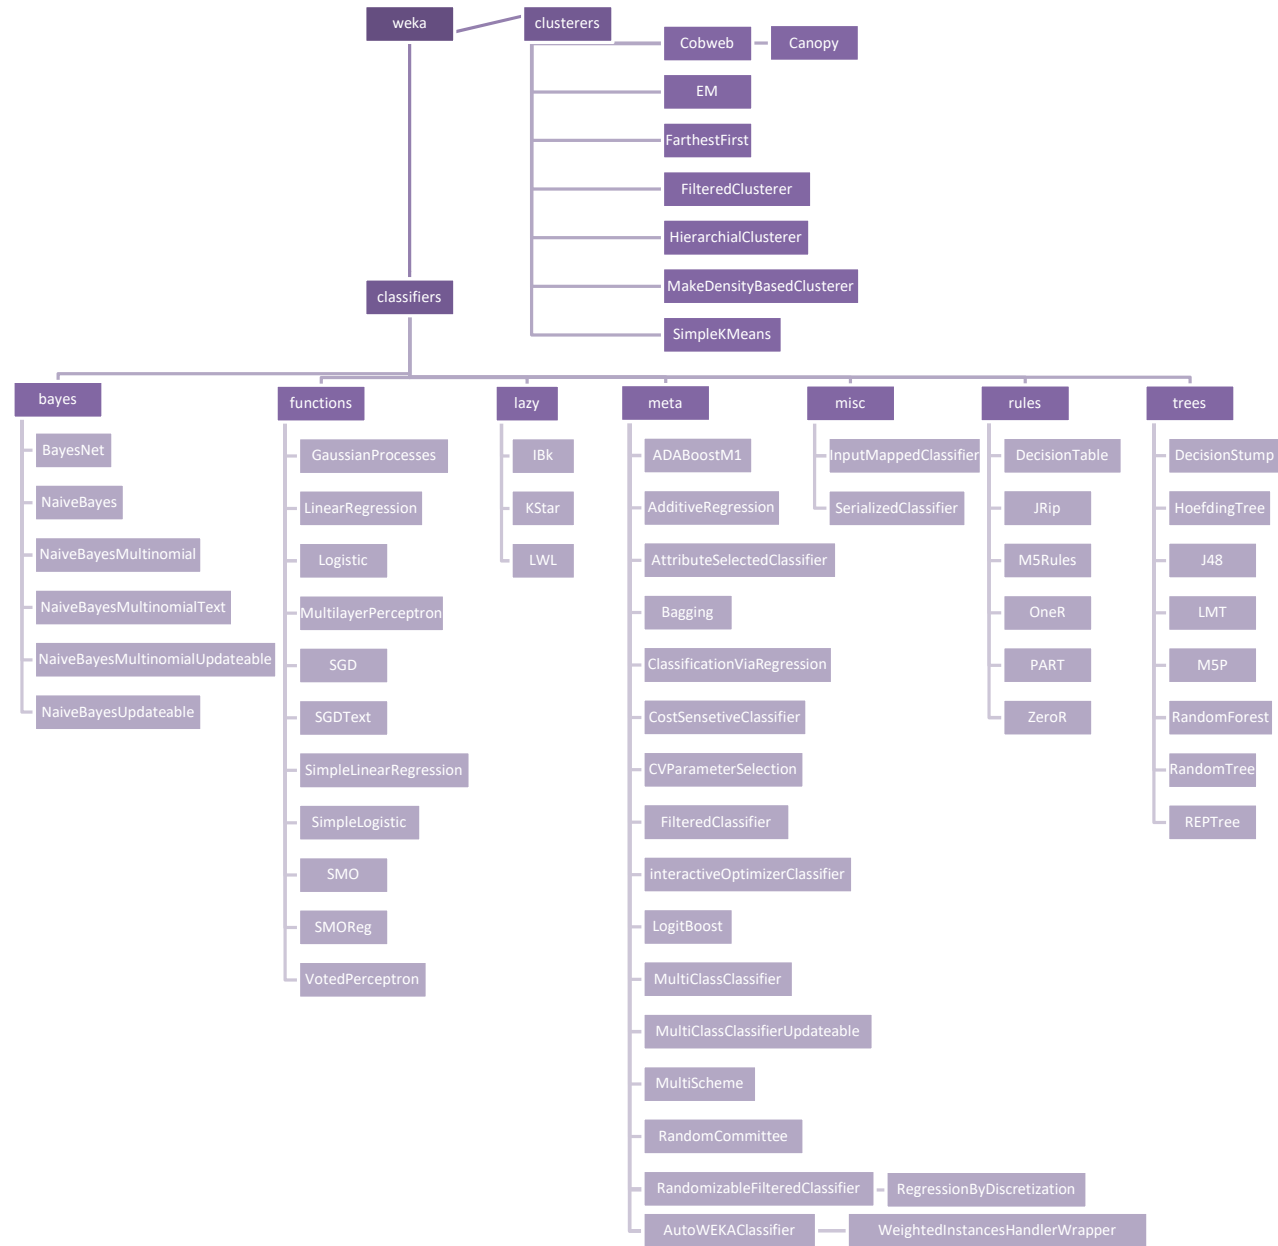 weka
clusterers
Cobweb
Canopy
EM
FarthestFirst
FilteredClusterer
HierarchialClusterer
MakeDensityBasedClusterer
SimpleKMeans
classifiers
bayes
BayesNet
NaiveBayes
NaiveBayesMultinomial
NaiveBayesMultinomialText
NaiveBayesMultinomialUpdateable
NaiveBayesUpdateable
functions
GaussianProcesses
LinearRegression
Logistic
MultilayerPerceptron
SGD
SGDText
SimpleLinearRegression
SimpleLogistic
SMO
SMOReg
VotedPerceptron
lazy
IBk
KStar
LWL
meta
ADABoostM1
AdditiveRegression
AttributeSelectedClassifier
Bagging
ClassificationViaRegression
CostSensetiveClassifier
CVParameterSelection
FilteredClassifier
interactiveOptimizerClassifier
LogitBoost
MultiClassClassifier
MultiClassClassifierUpdateable
MultiScheme
RandomCommittee
RandomizableFilteredClassifier
RegressionByDiscretization
AutoWEKAClassifier
WeightedInstancesHandlerWrapper
misc
InputMappedClassifier
SerializedClassifier
rules
DecisionTable
JRip
M5Rules
OneR
PART
ZeroR
trees
DecisionStump
HoefdingTree
J48
LMT
M5P
RandomForest
RandomTree
REPTree